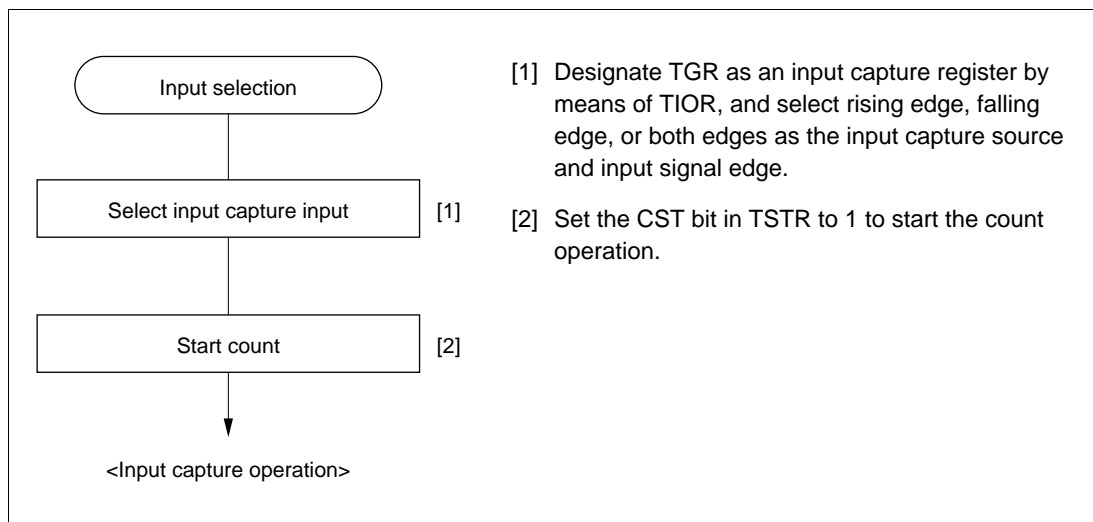 Input selection
Select input capture input
[1]
Start count
[2]
<Input capture operation>
[1] Designate TGR as an input capture register by
means of TIOR, and select rising edge, falling
edge, or both edges as the input capture source
and input signal edge.
[2] Set the CST bit in TSTR to 1 to start the count
operation.